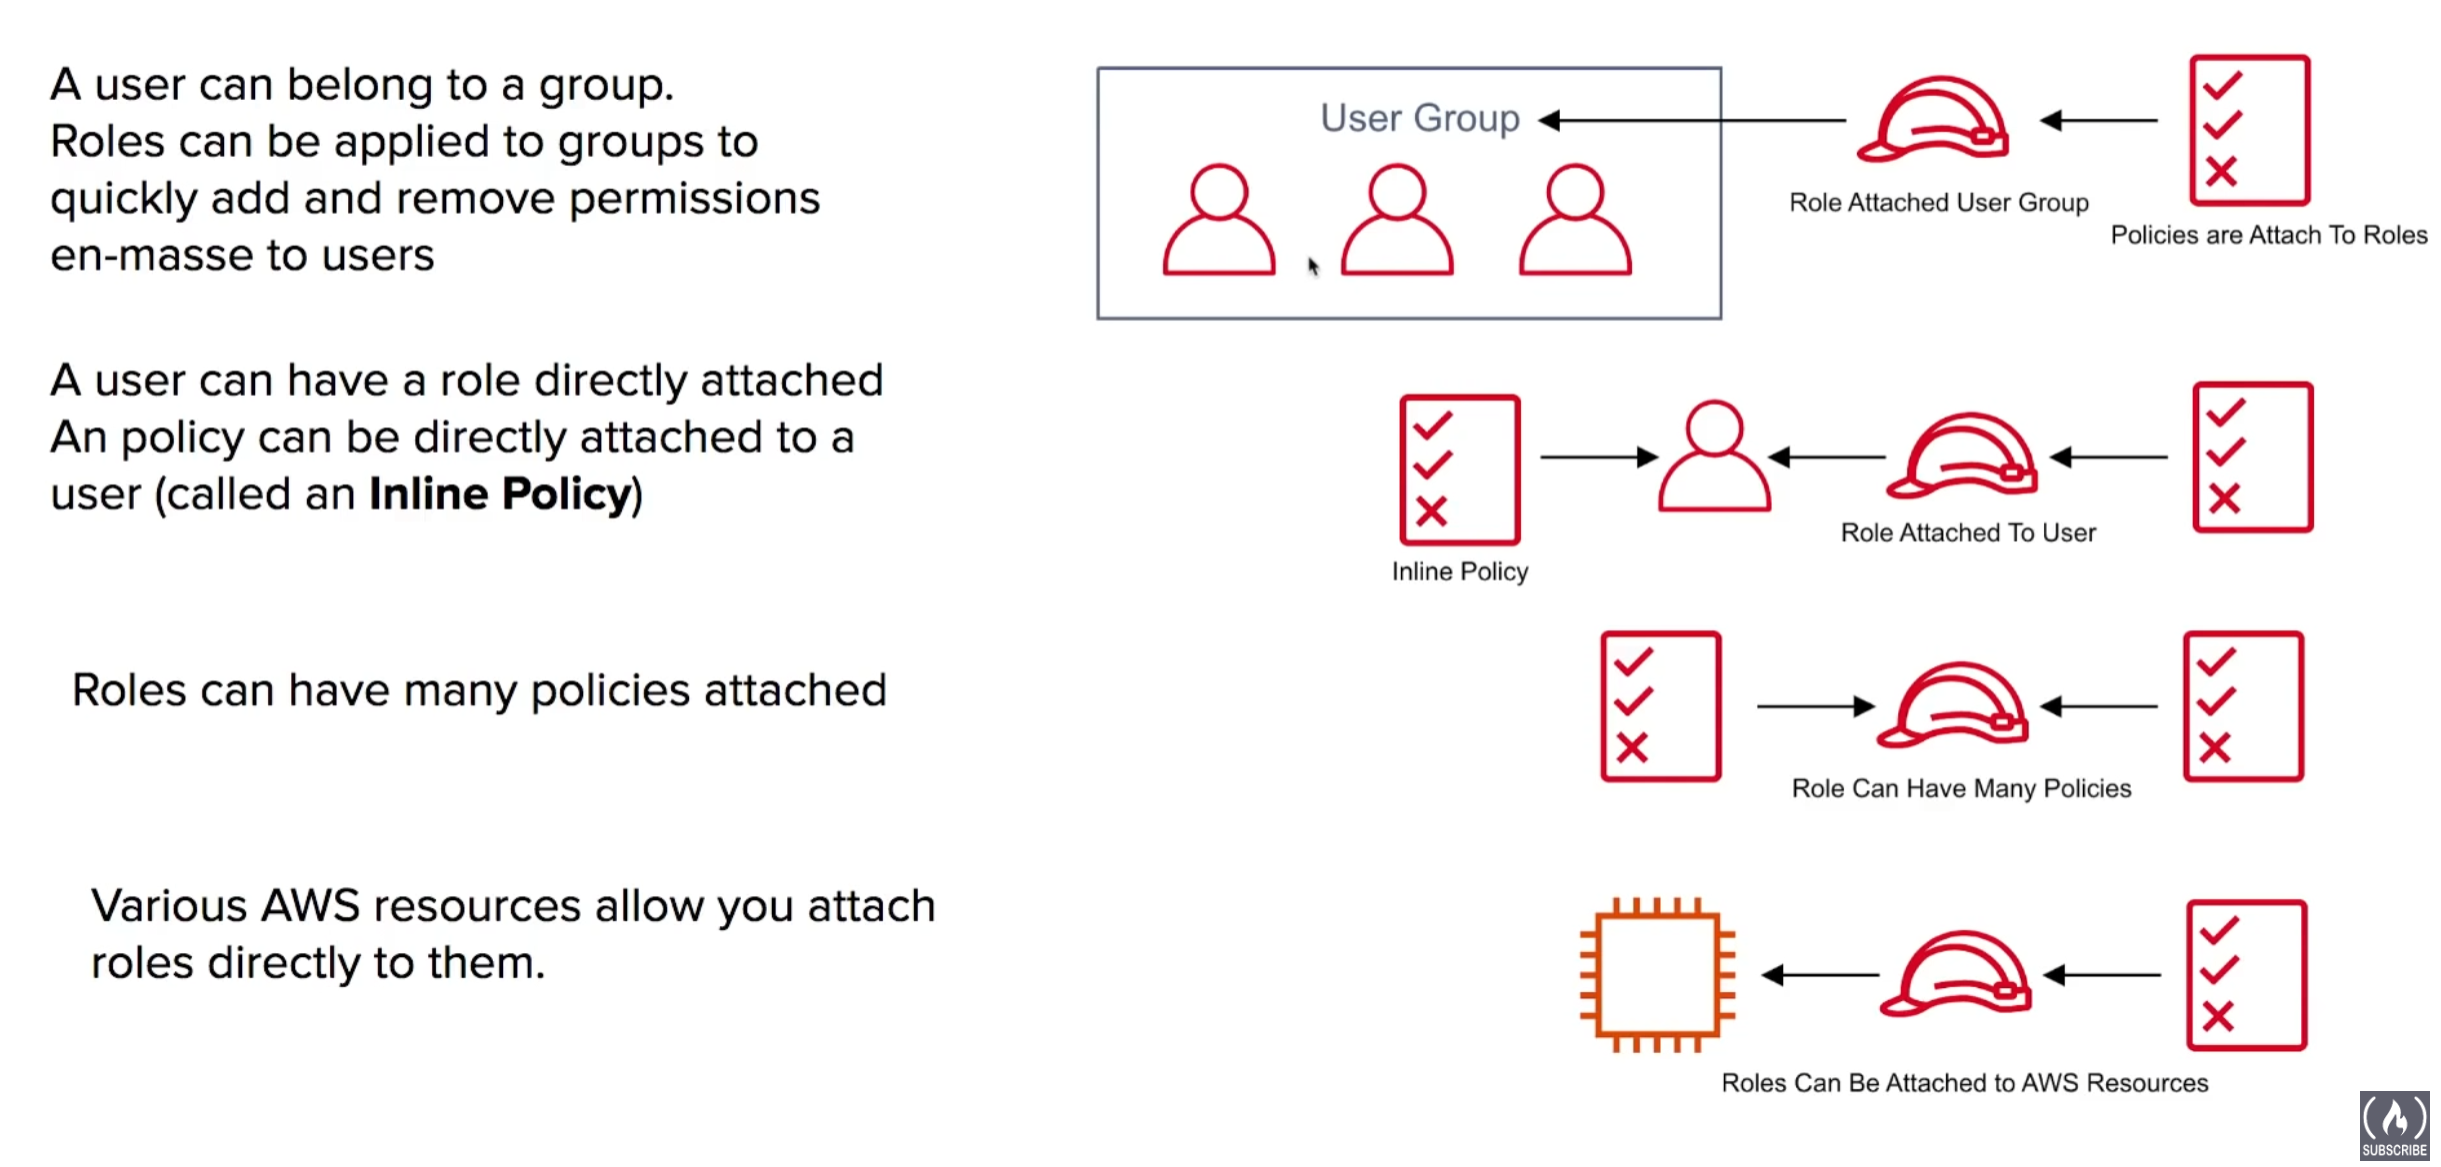 A user can belong to a group.
Roles can be applied to groups to
quickly add and remove permissions
en-masse to users
User Group
Role Attached User Group
Policies are Attach To Roles
A user can have a role directly attached
An policy can be directly attached to a
user (called an Inline Policy)
Inline Policy
Role Attached To User
Roles can have many policies attached
Role Can Have Many Policies
Various AWS resources allow you attach
roles directly to them.
Roles Can Be Attached to AWS Resources
SUBSCRIBE